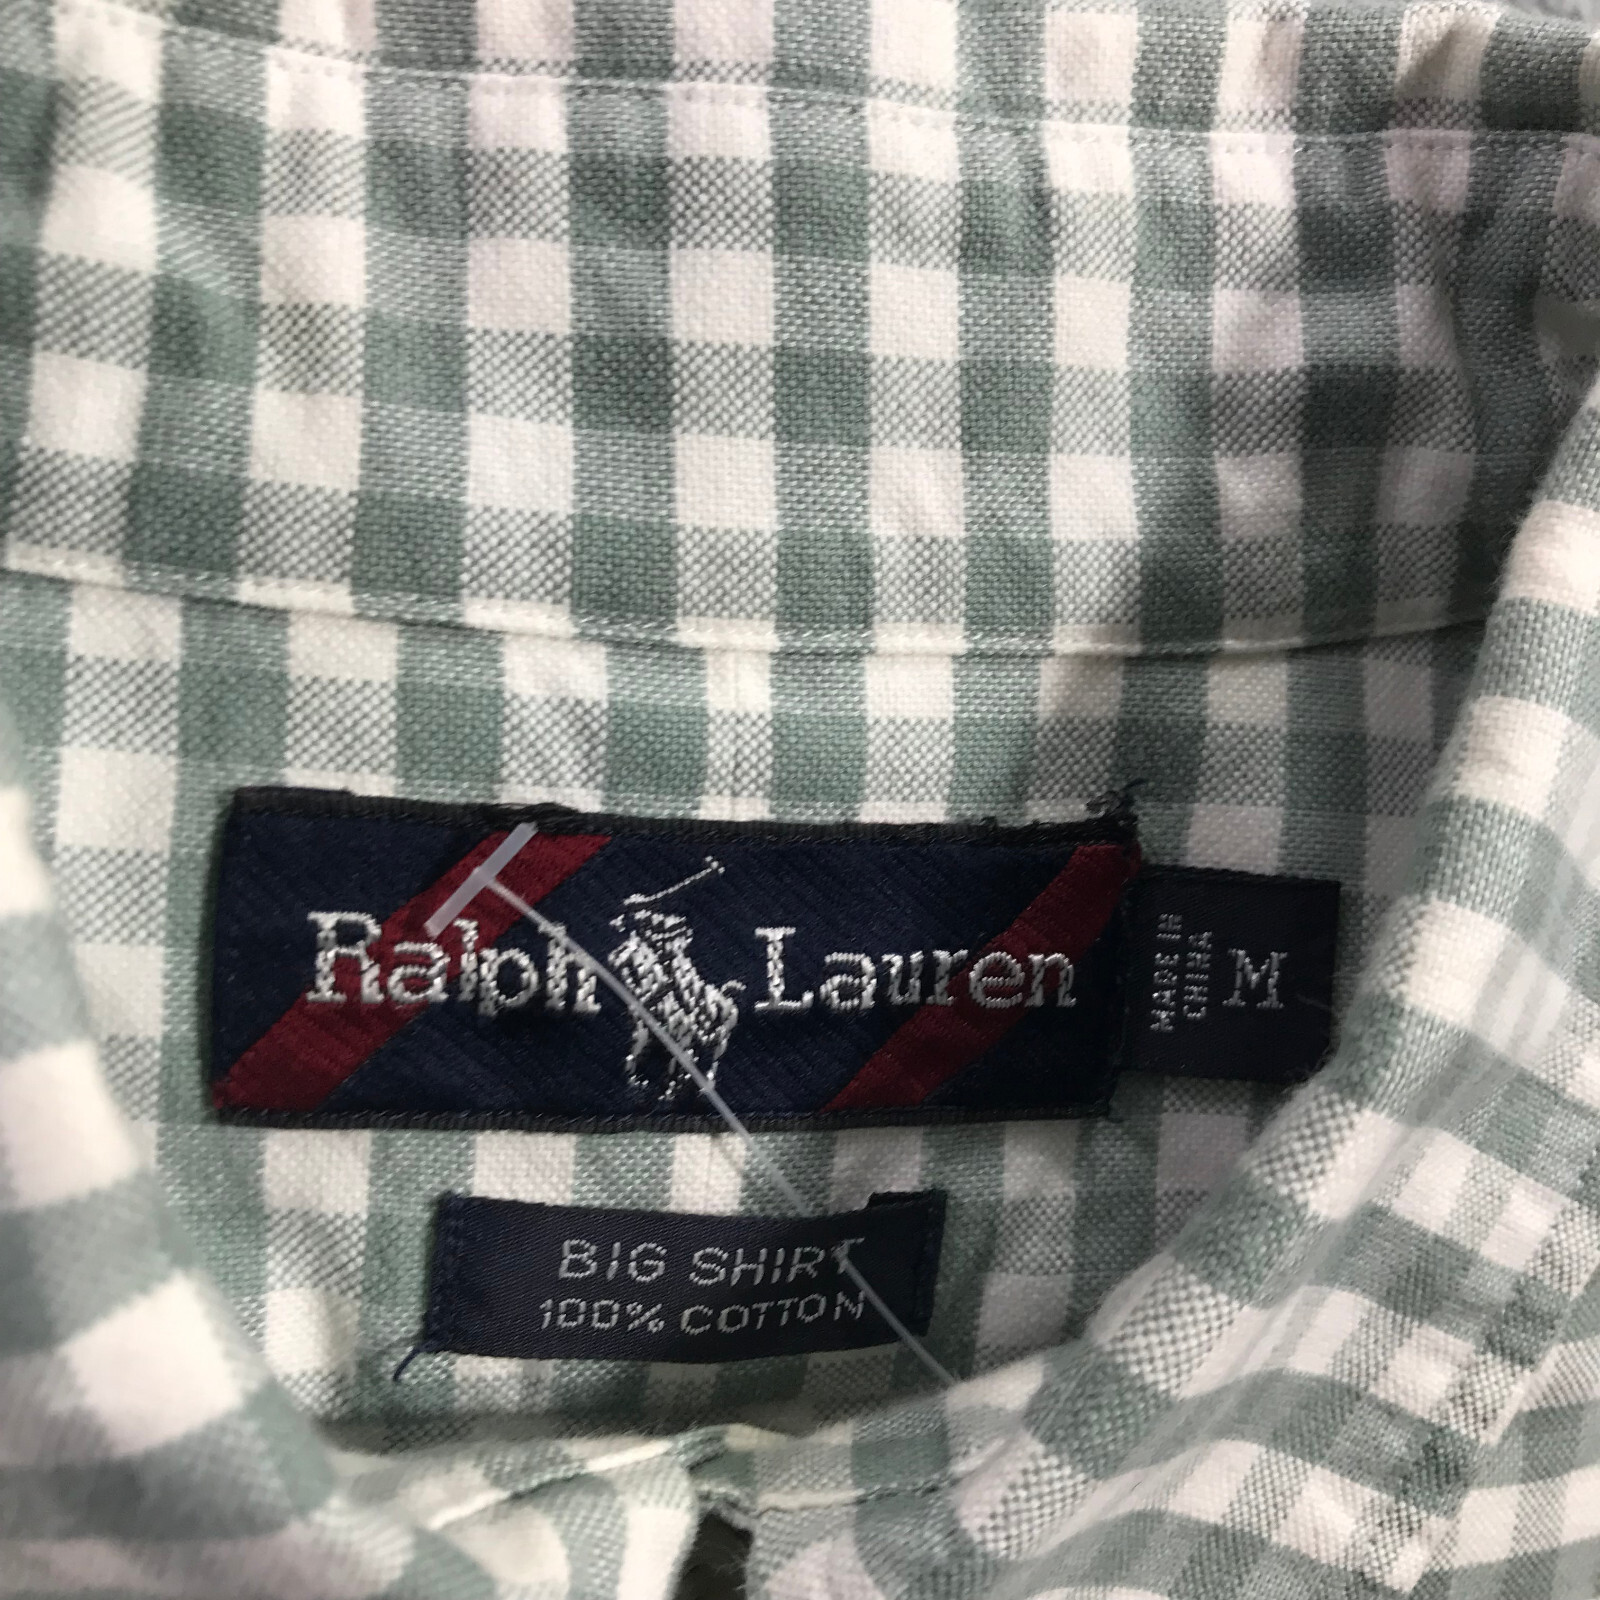 Ralph Lauren
MADE IN
CHINA
M
BIG SHIRT
100% COTTON